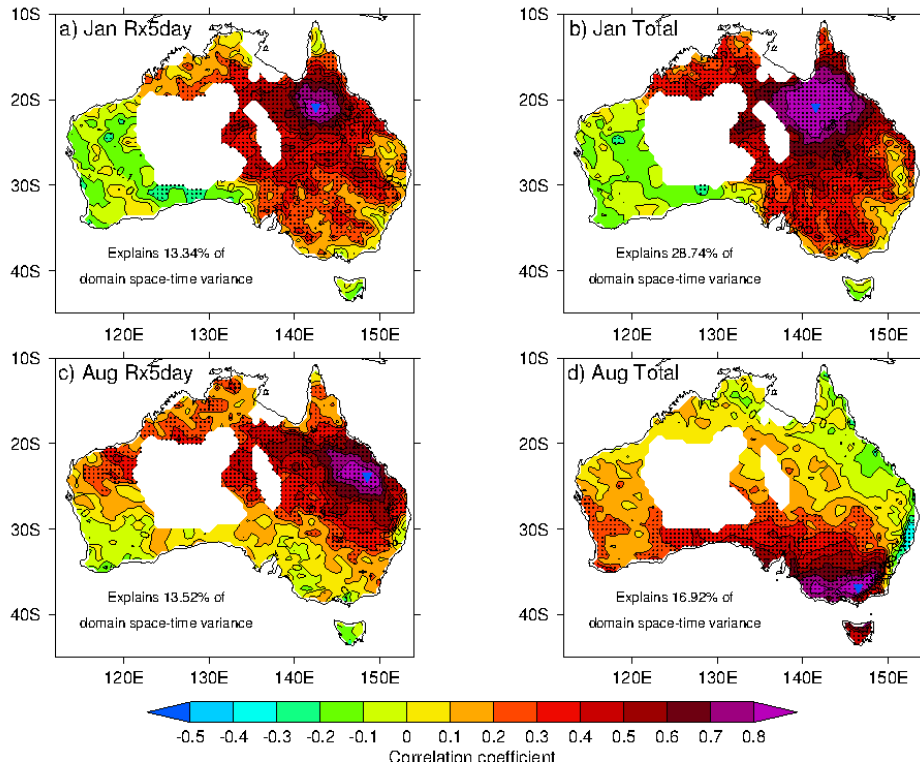 10S
a) Jan Rx5day
b) Jan Total
20S
30S
40S
Explains 13.34% of
domain space-time variance
120E 130E 140E 150E
10S
20S
30S
40S
Explains 28.74% of
domain space-time variance
120E 130E 140E 150E
10S
c) Aug Rx5day
20S
30S
40S
Explains 13.52% of
domain space-time variance
120E 130E 140E 150E
10S
d) Aug Total
20S
30S
40S
Explains 16.92% of
domain space-time variance
120E 130E 140E 150E
-0.5 -0.4 -0.3 -0.2 -0.1 0 0.1 0.2 0.3 0.4 0.5 0.6 0.7 0.8
Correlation coefficient